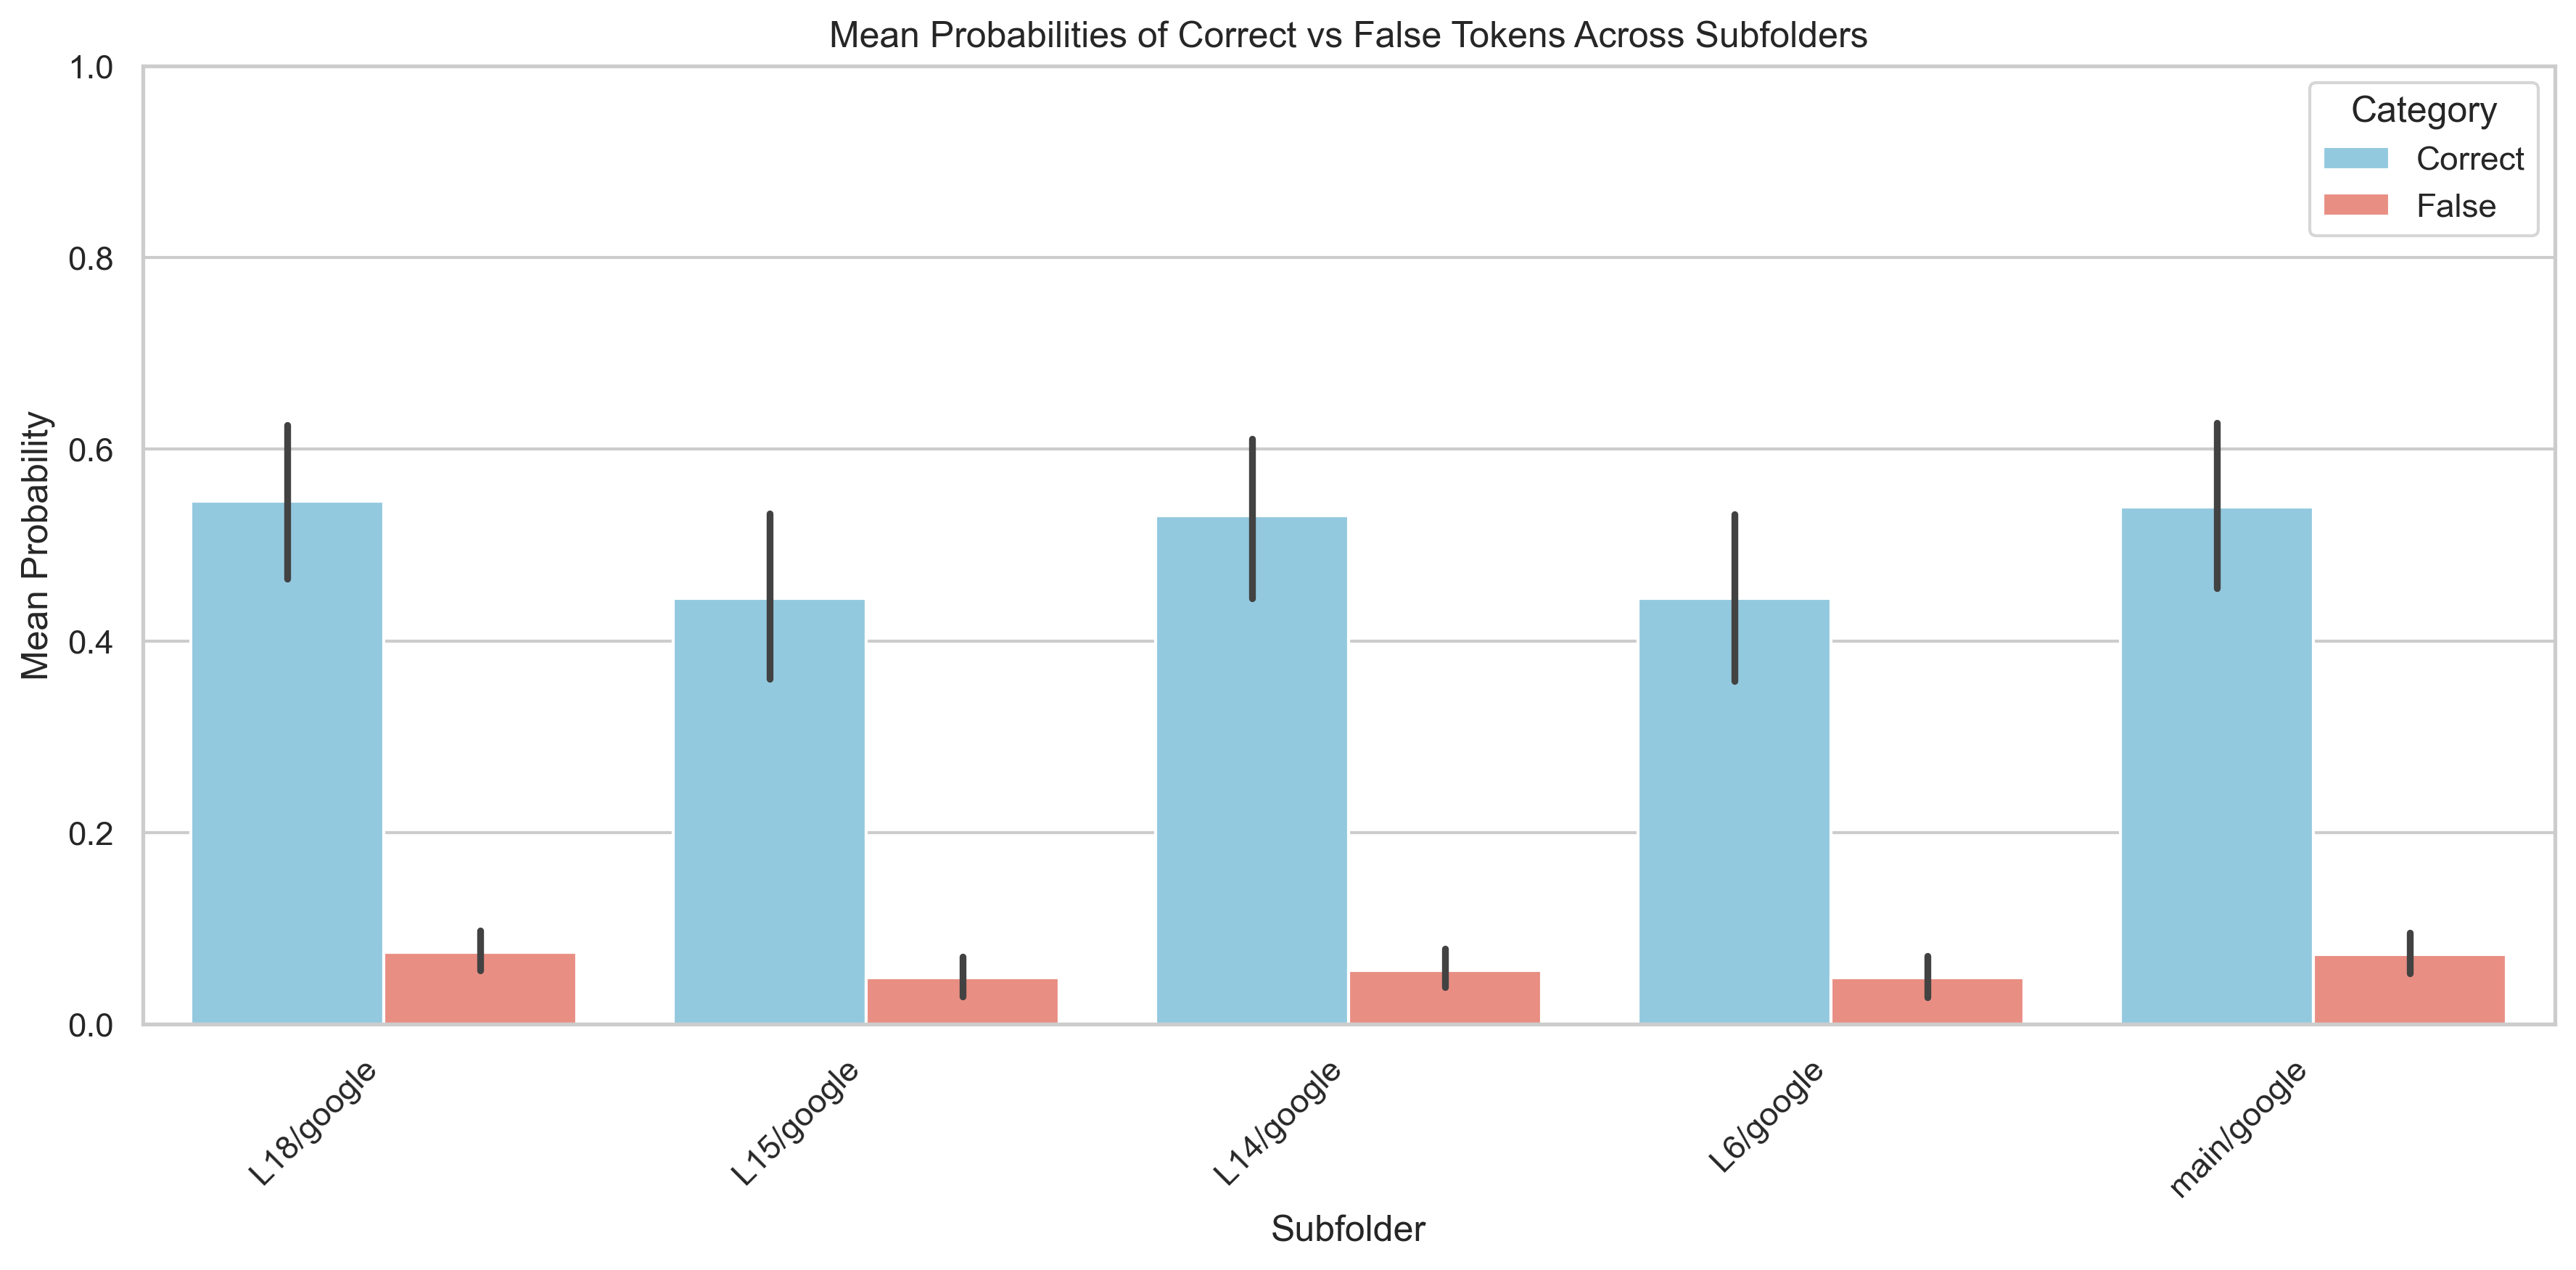 Mean Probabilities of Correct vs False Tokens Across Subfolders
Category
Correct
False
Mean Probability
1.0
0.8
0.6
0.4
0.2
0.0
L18/google
L15/google
L14/google
L6/google
main/google
Subfolder